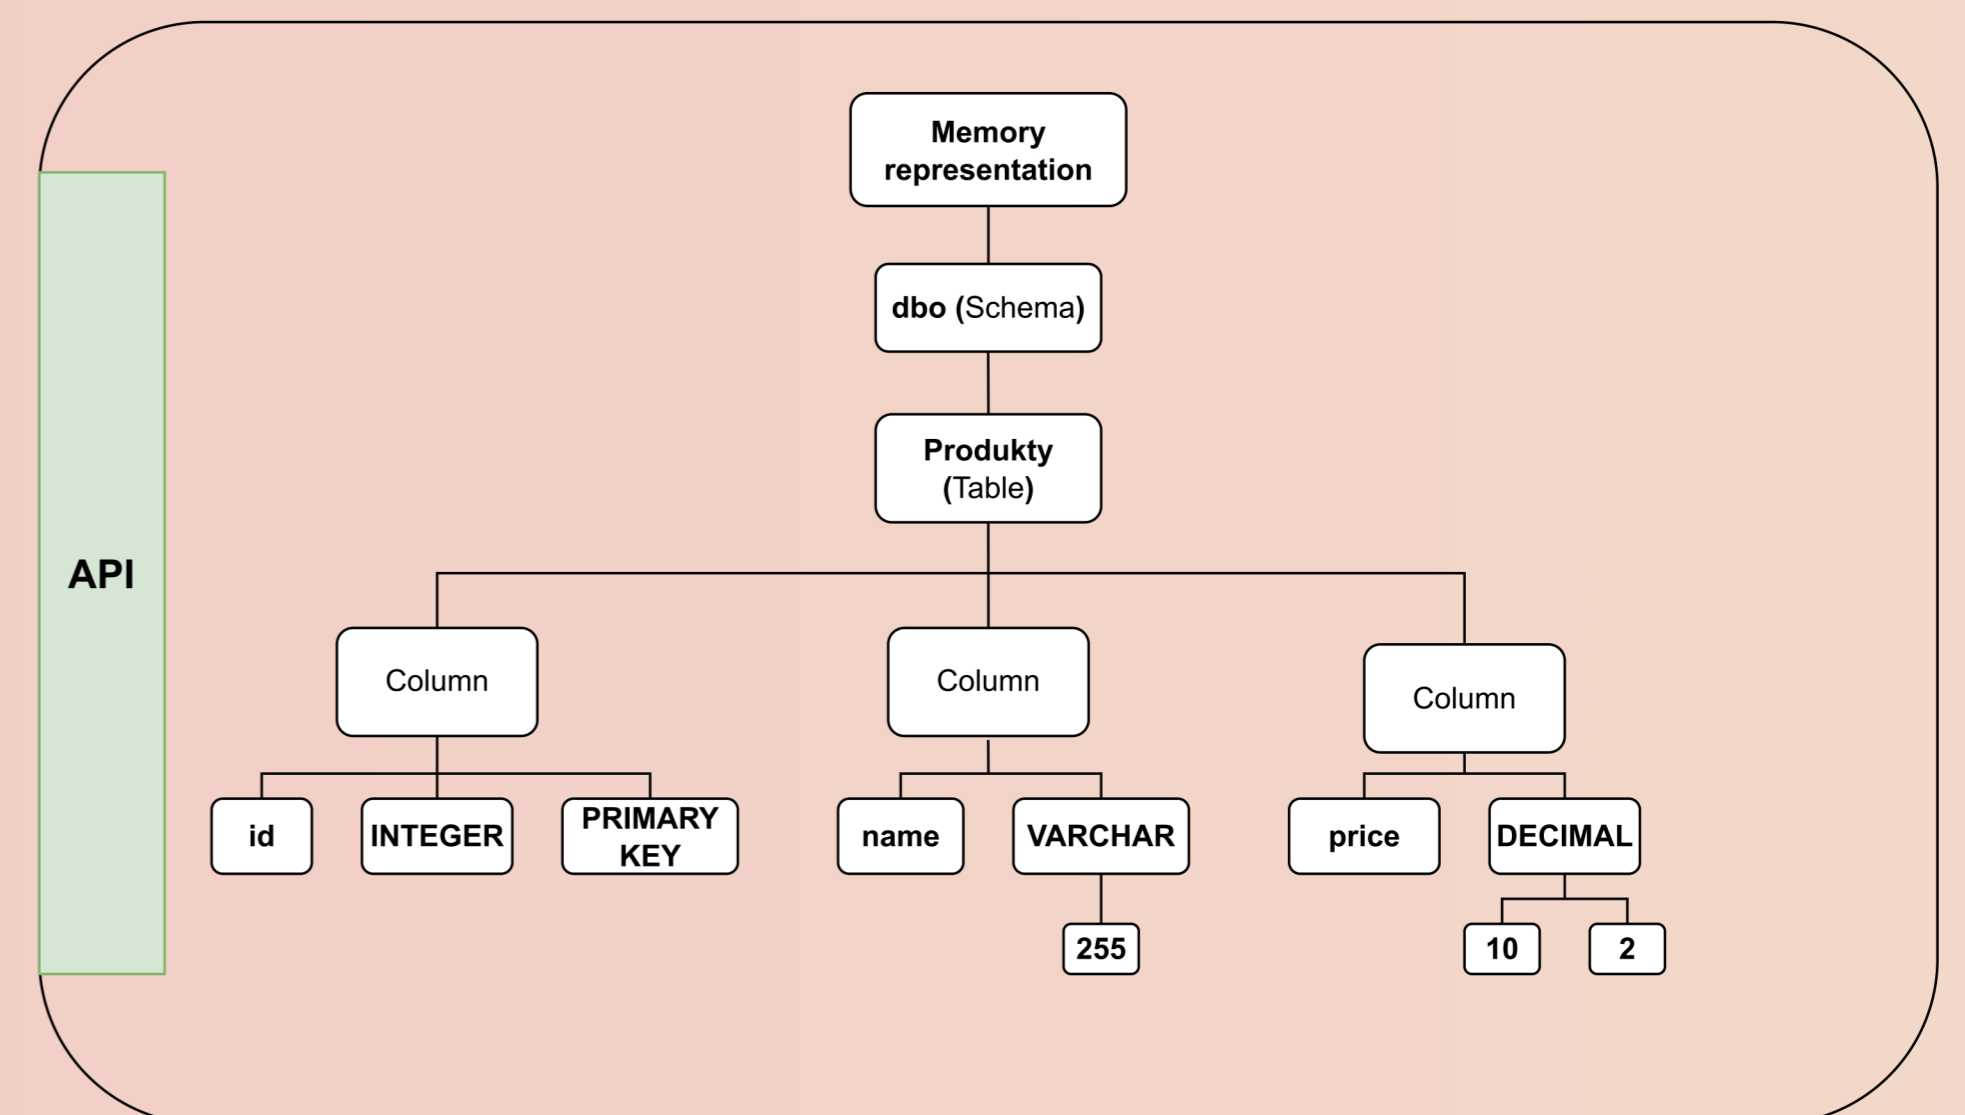 Memory
representation
dbo (Schema)
Produkty
(Table)
API
Column
Column
Column
id
INTEGER
PRIMARY
KEY
name
VARCHAR
price
DECIMAL
255
10
2